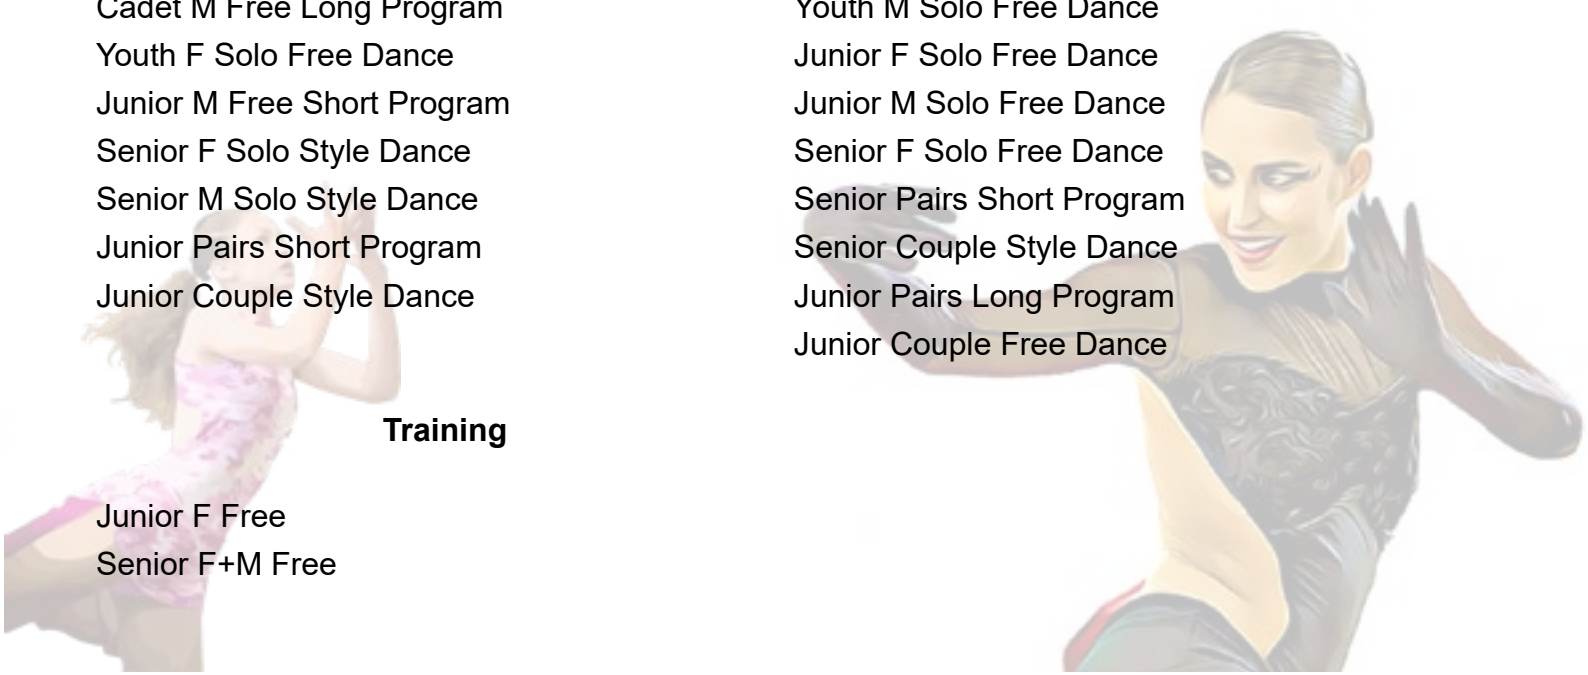 Cadet M Free Long Program
Youth F Solo Free Dance
Junior M Free Short Program
Senior F Solo Style Dance
Senior M Solo Style Dance
Junior Pairs Short Program
Junior Couple Style Dance
Youth M Solo Free Dance
Junior F Solo Free Dance
Junior M Solo Free Dance
Senior F Solo Free Dance
Senior Pairs Short Program
Senior Couple Style Dance
Junior Pairs Long Program
Junior Couple Free Dance
Training
Junior F Free
Senior F+M Free